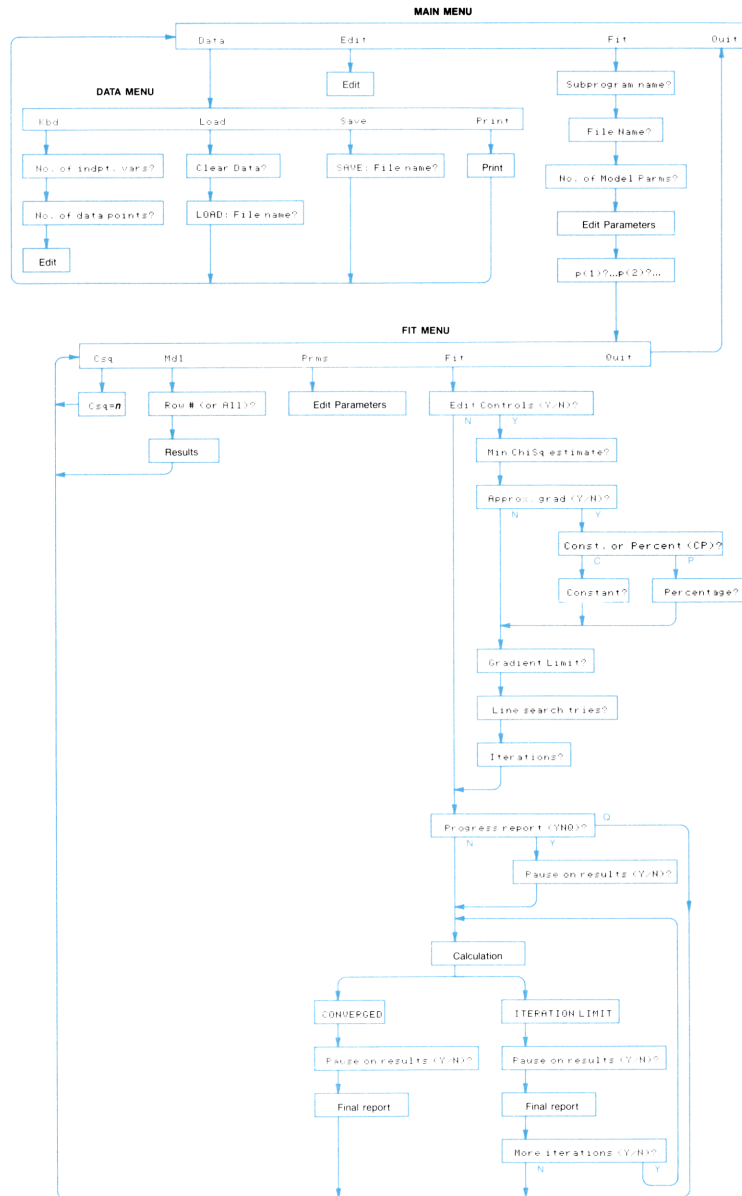 MAIN MENU
Data Edit Fit Quit
Edit
Subprogram name?
DATA MENU
Kbd Load Save Print
File Name?
No. of indpt. vars? Clear Data? SAVE: File name? Print
No. of Model Parms?
No. of data points? LOAD: File name?
Edit Parameters
Edit
p(1)?...p(2)?...
FIT MENU
Csq Mdl Prms Fit Quit
Csq=n Row # (or All)? Edit Parameters Edit Controls (Y/N)?
N Y
Results
Min ChiSq estimate?
Approx. grad (Y/N)?
N Y
Const. or Percent (CP)?
C P
Constant? Percentage?
Gradient Limit?
Line search tries?
Iterations?
Progress report (YNQ)? Q
N Y
Pause on results (Y/N)?
Calculation
CONVERGED ITERATION LIMIT
Pause on results (Y/N)? Pause on results (Y/N)?
Final report Final report
More iterations (Y/N)?
N Y